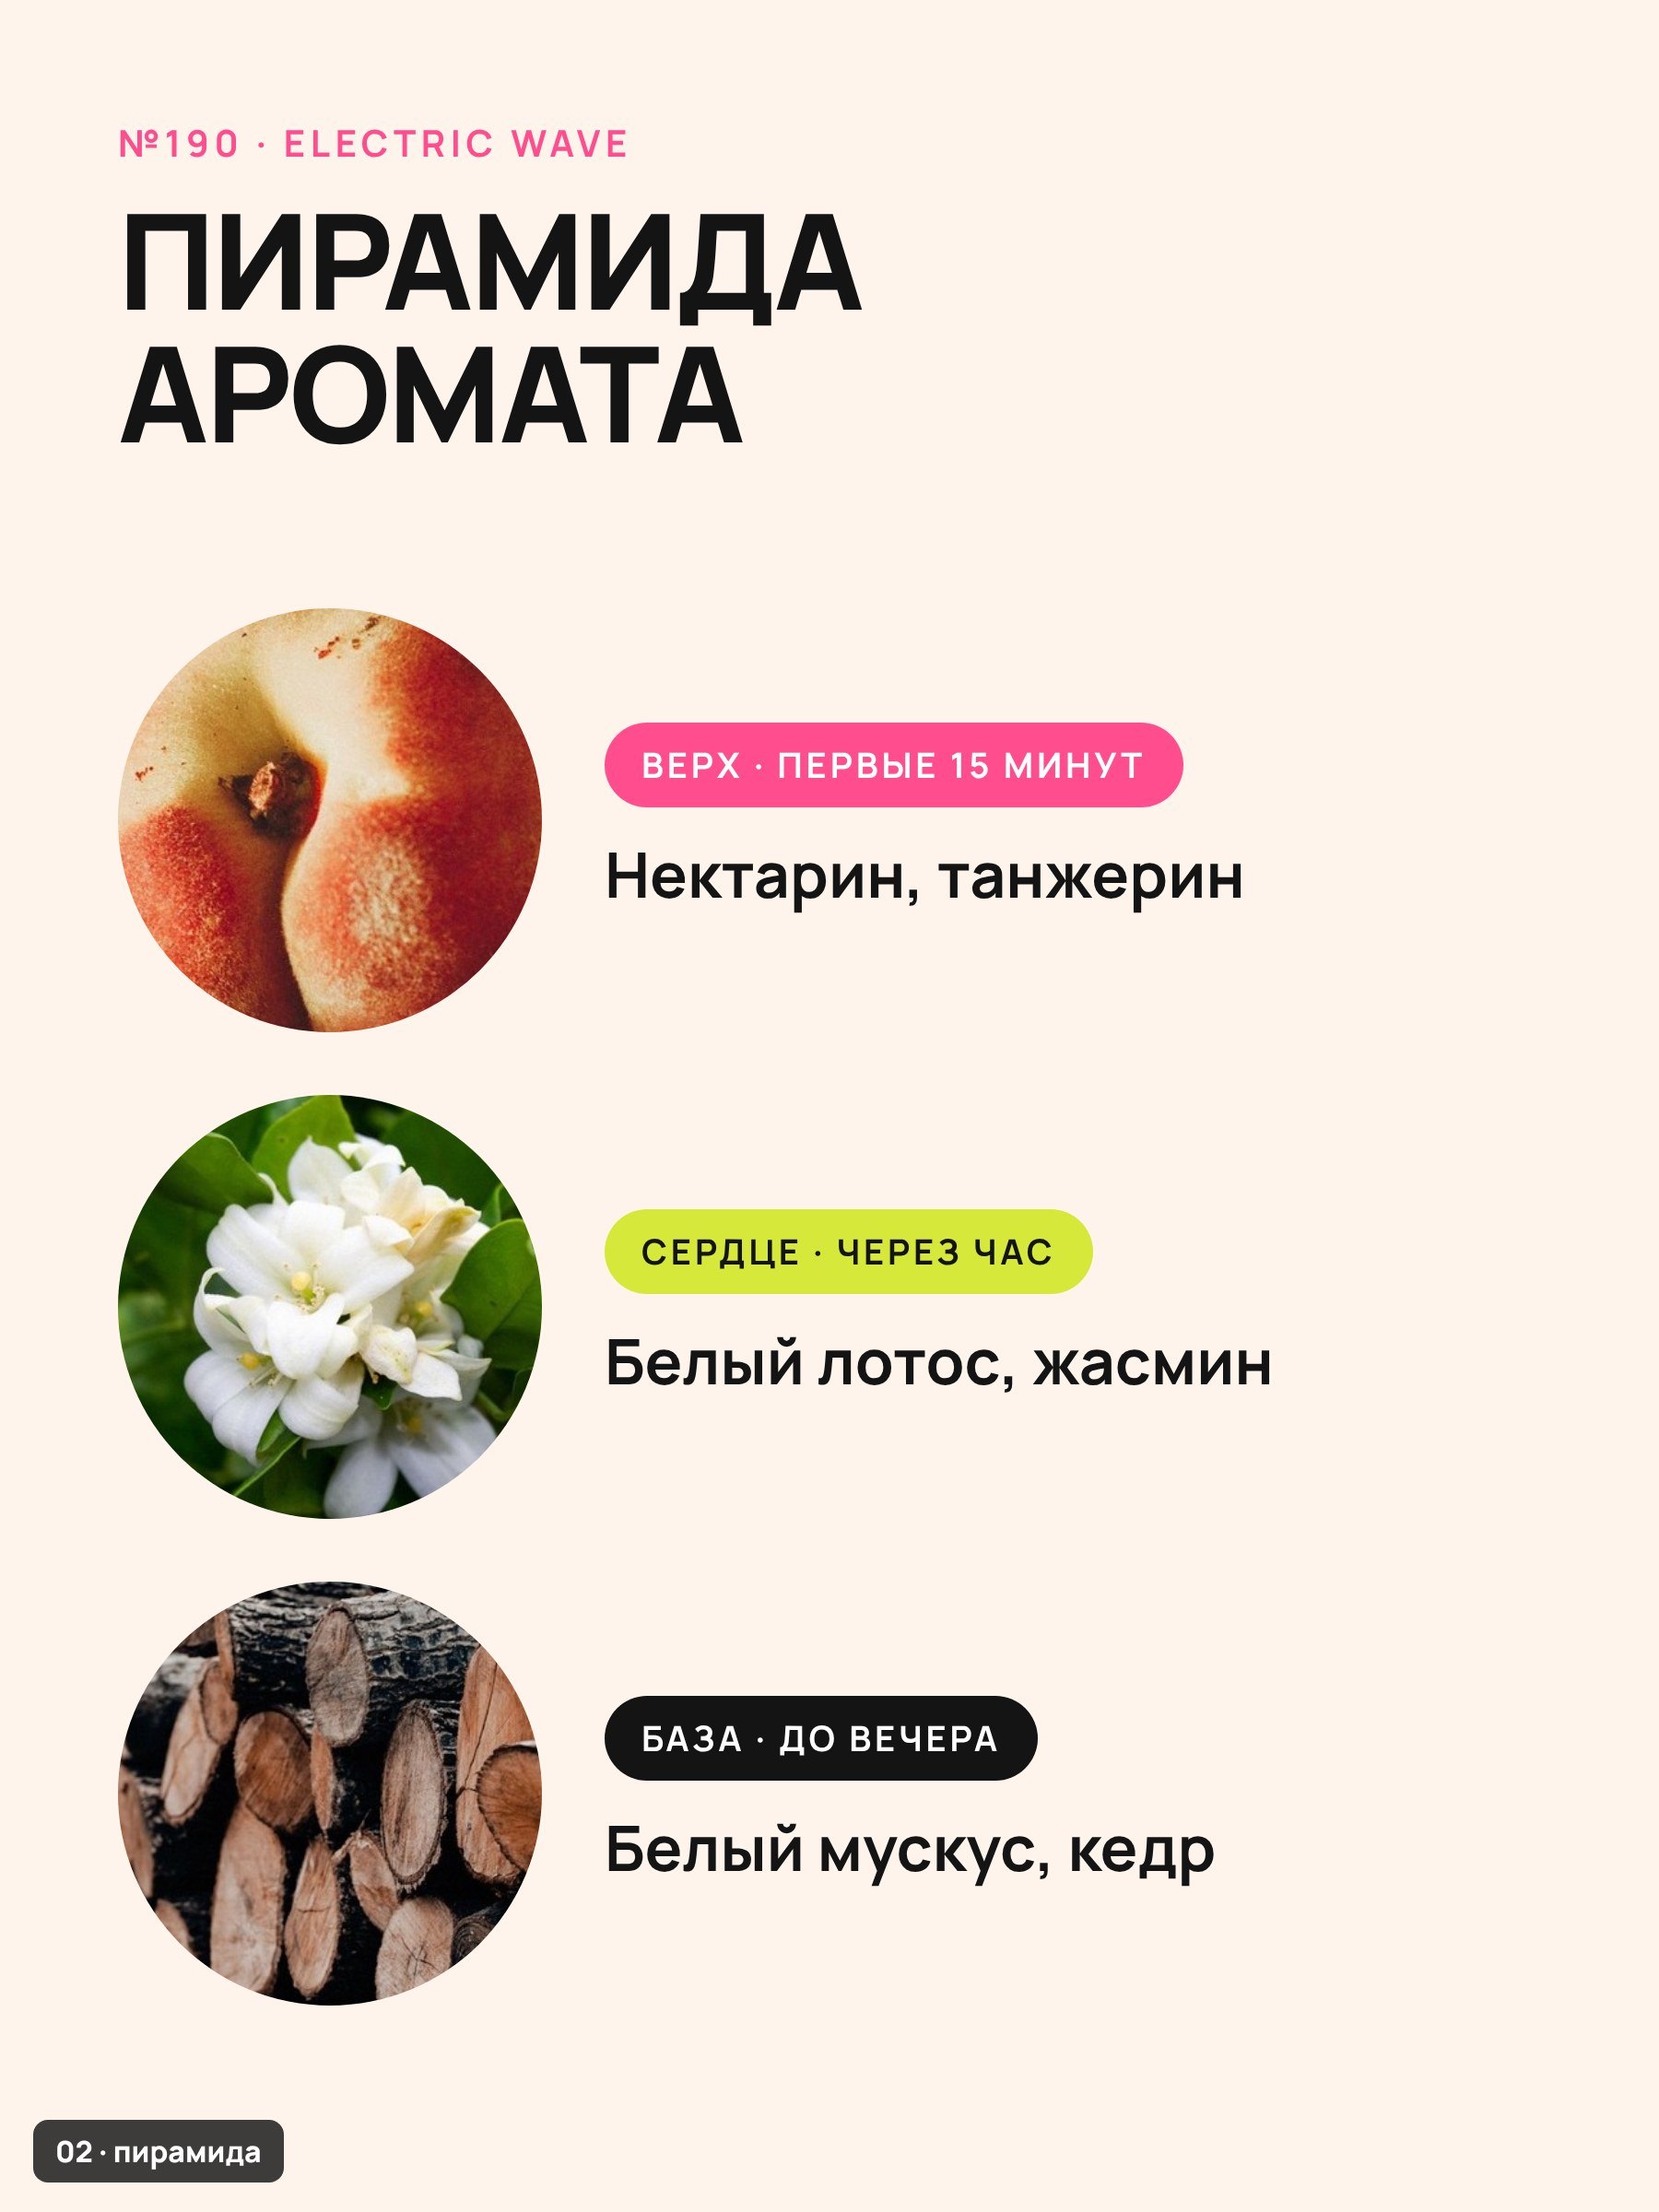 №190 · ELECTRIC WAVE
ПИРАМИДА
АРОМАТА
ВЕРХ · ПЕРВЫЕ 15 МИНУТ
Нектарин, танжерин
СЕРДЦЕ · ЧЕРЕЗ ЧАС
Белый лотос, жасмин
БАЗА · ДО ВЕЧЕРА
Белый мускус, кедр
02 · пирамида